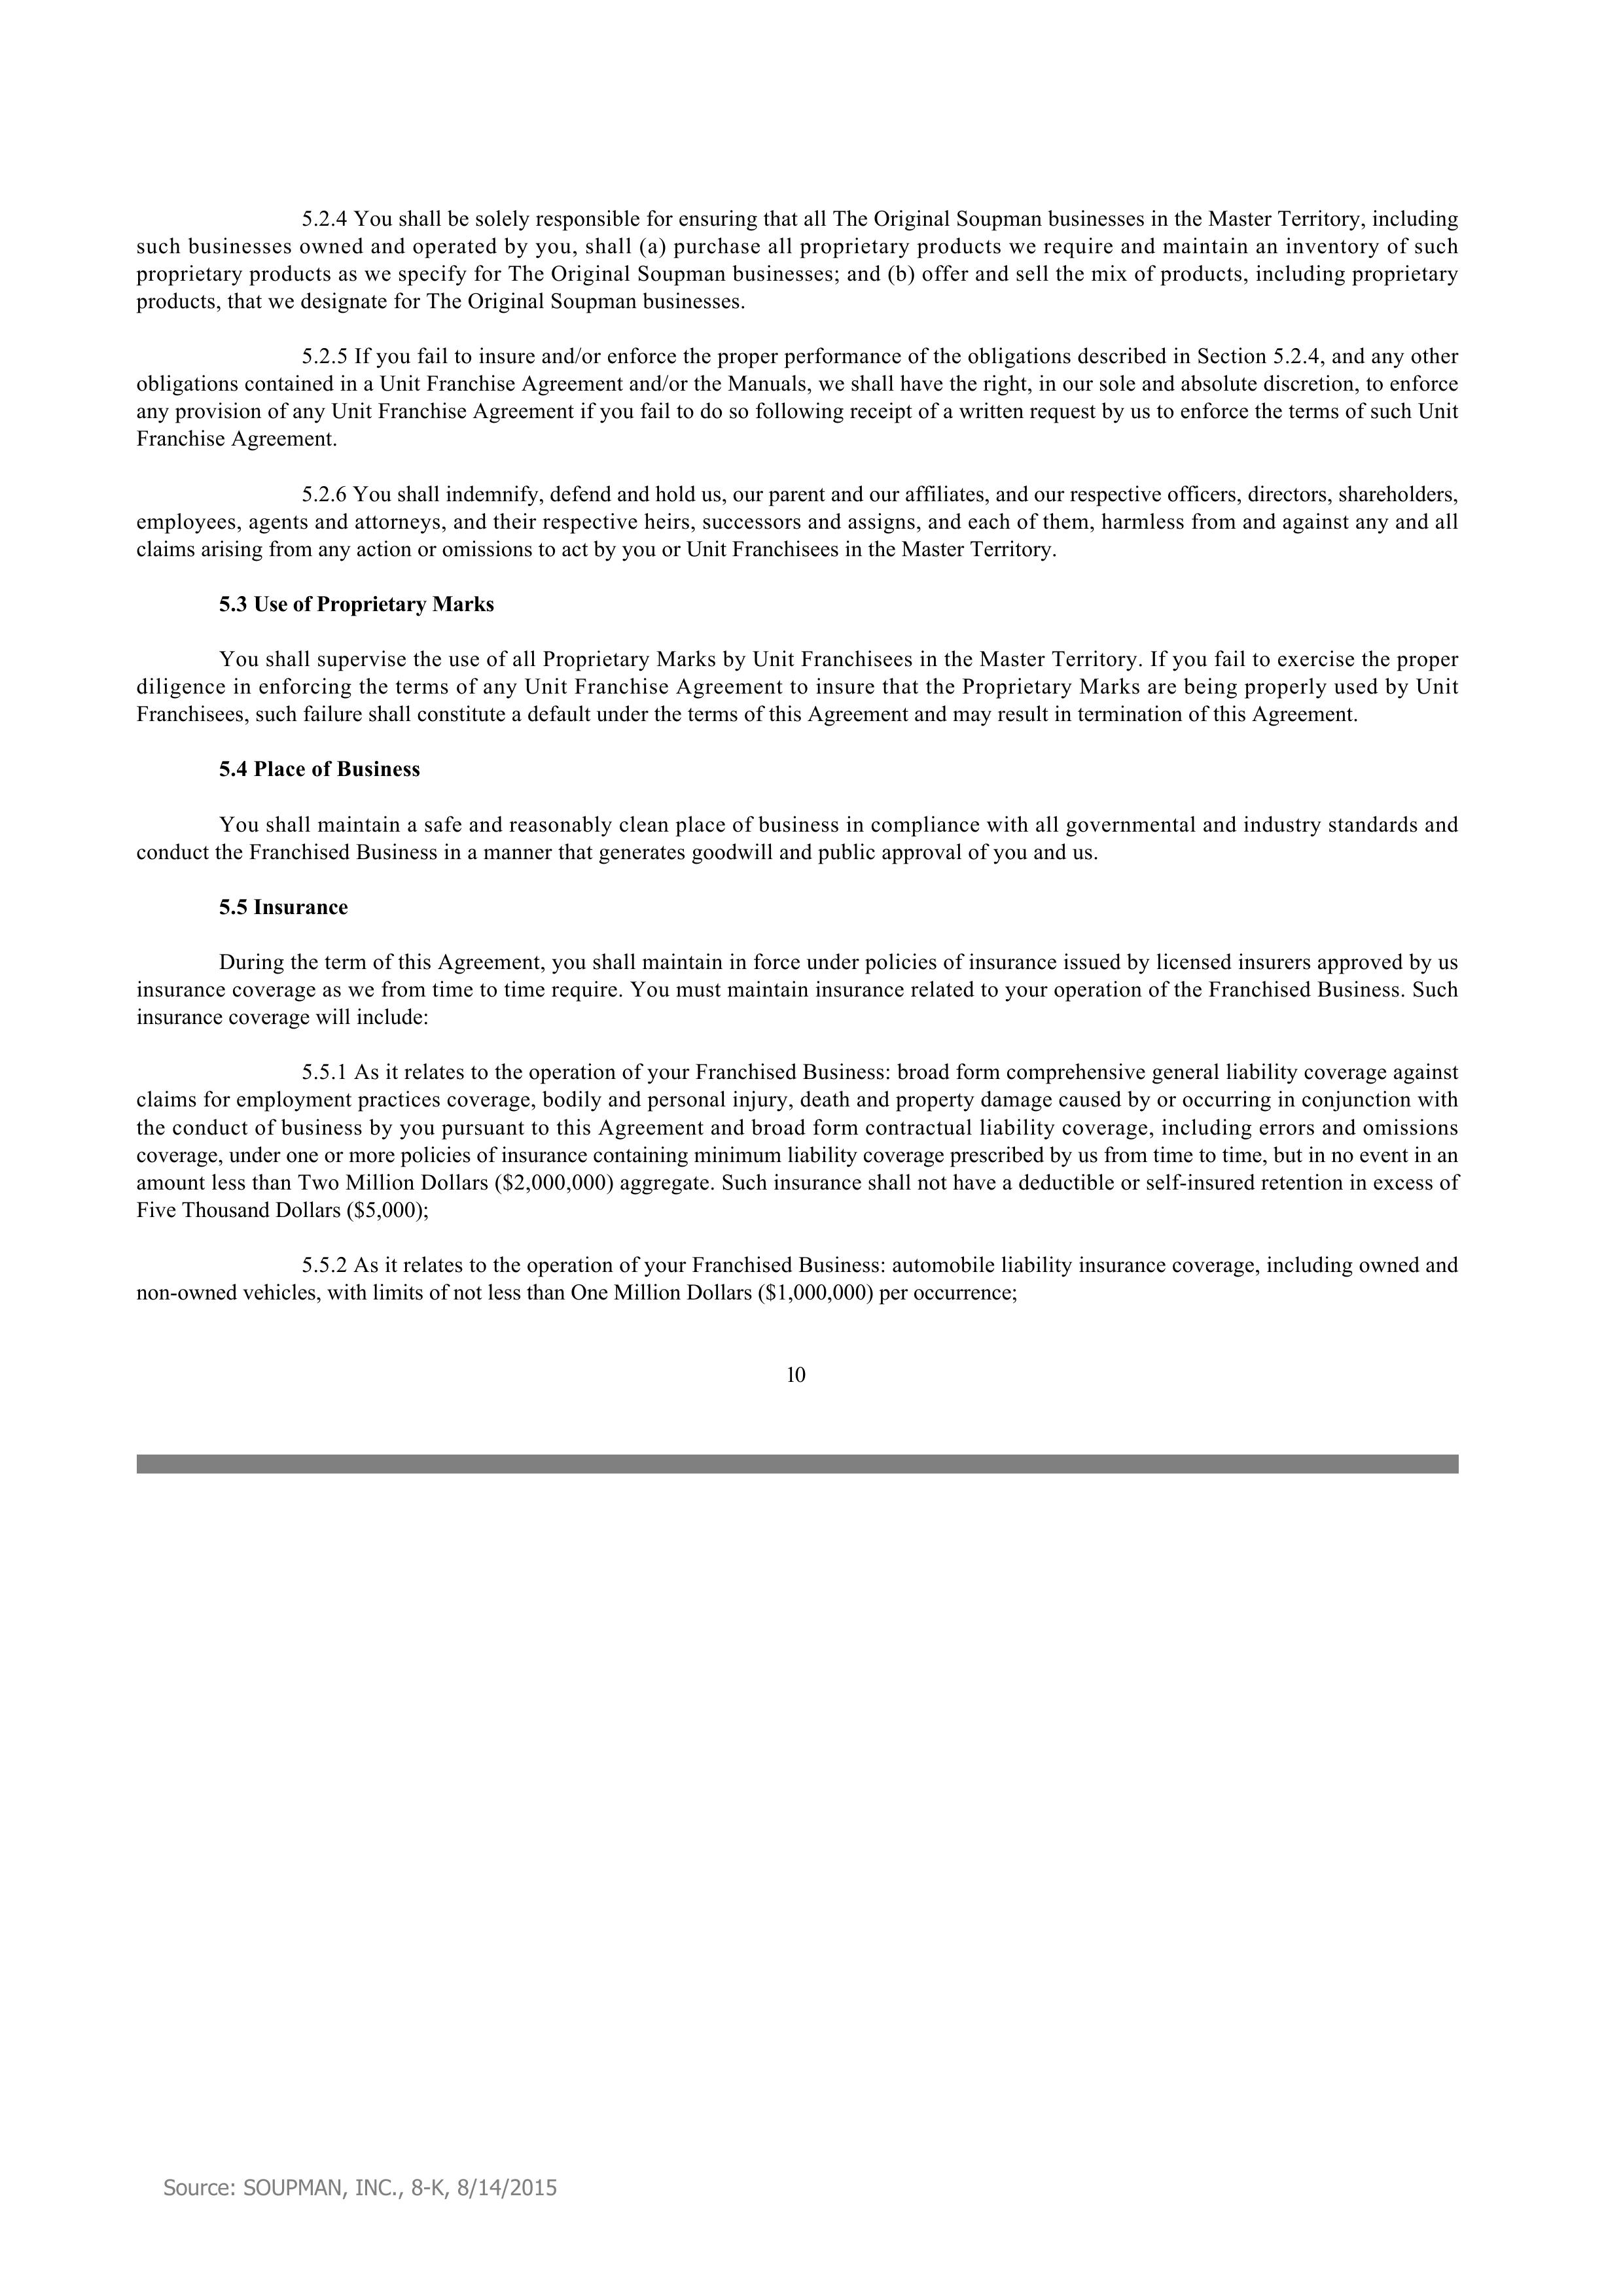 5.2.4 You shall be solely responsible for ensuring that all The Original Soupman businesses in the Master Territory, including
such businesses owned and operated by you, shall (a) purchase all proprietary products we require and maintain an inventory of such
proprietary products as we specify for The Original Soupman businesses; and (b) offer and sell the mix of products, including proprietary
products, that we designate for The Original Soupman businesses.
5.2.5 If you fail to insure and/or enforce the proper performance of the obligations described in Section 5.2.4, and any other
obligations contained in a Unit Franchise Agreement and/or the Manuals, we shall have the right, in our sole and absolute discretion, to enforce
any provision of any Unit Franchise Agreement if you fail to do so following receipt of a written request by us to enforce the terms of such Unit
Franchise Agreement.
5.2.6 You shall indemnify, defend and hold us, our parent and our affiliates, and our respective officers, directors, shareholders,
employees, agents and attorneys, and their respective heirs, successors and assigns, and each of them, harmless from and against any and all
claims arising from any action or omissions to act by you or Unit Franchisees in the Master Territory.
5.3 Use of Proprietary Marks
You shall supervise the use of all Proprietary Marks by Unit Franchisees in the Master Territory. If you fail to exercise the proper
diligence in enforcing the terms of any Unit Franchise Agreement to insure that the Proprietary Marks are being properly used by Unit
Franchisees, such failure shall constitute a default under the terms of this Agreement and may result in termination of this Agreement.
5.4 Place of Business
You shall maintain a safe and reasonably clean place of business in compliance with all governmental and industry standards and
conduct the Franchised Business in a manner that generates goodwill and public approval of you and us.
5.5 Insurance
During the term of this Agreement, you shall maintain in force under policies of insurance issued by licensed insurers approved by us
insurance coverage as we from time to time require. You must maintain insurance related to your operation of the Franchised Business. Such
insurance coverage will include:
5.5.1 As it relates to the operation of your Franchised Business: broad form comprehensive general liability coverage against
claims for employment practices coverage, bodily and personal injury, death and property damage caused by or occurring in conjunction with
the conduct of business by you pursuant to this Agreement and broad form contractual liability coverage, including errors and omissions
coverage, under one or more policies of insurance containing minimum liability coverage prescribed by us from time to time, but in no event in an
amount less than Two Million Dollars ($2,000,000) aggregate. Such insurance shall not have a deductible or self-insured retention in excess of
Five Thousand Dollars ($5,000);
5.5.2 As it relates to the operation of your Franchised Business: automobile liability insurance coverage, including owned and
non-owned vehicles, with limits of not less than One Million Dollars ($1,000,000) per occurrence;
10
Source: SOUPMAN, INC., 8-K, 8/14/2015